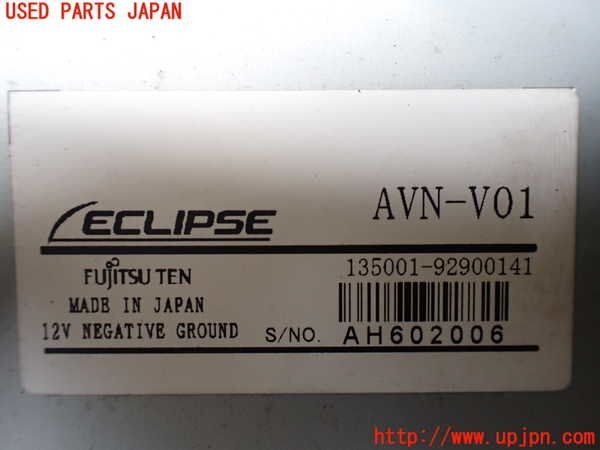 USED PARTS JAPAN
ECLIPSE
AVN-V01
FUJITSU TEN
135001-92900141
MADE IN JAPAN
12V NEGATIVE GROUND
S/NO. AH602006
http://www.upjpn.com/